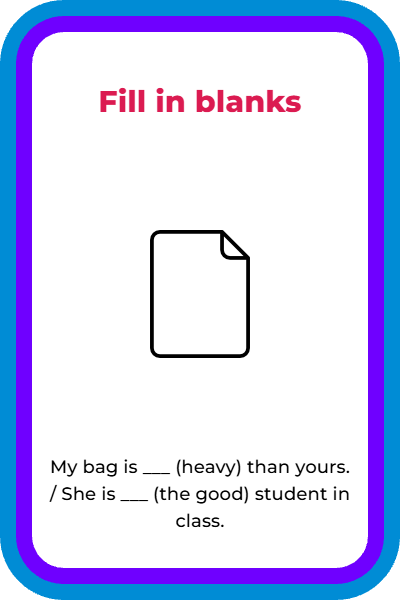 Fill in blanks
My bag is ___ (heavy) than yours.
/ She is ___ (the good) student in
class.